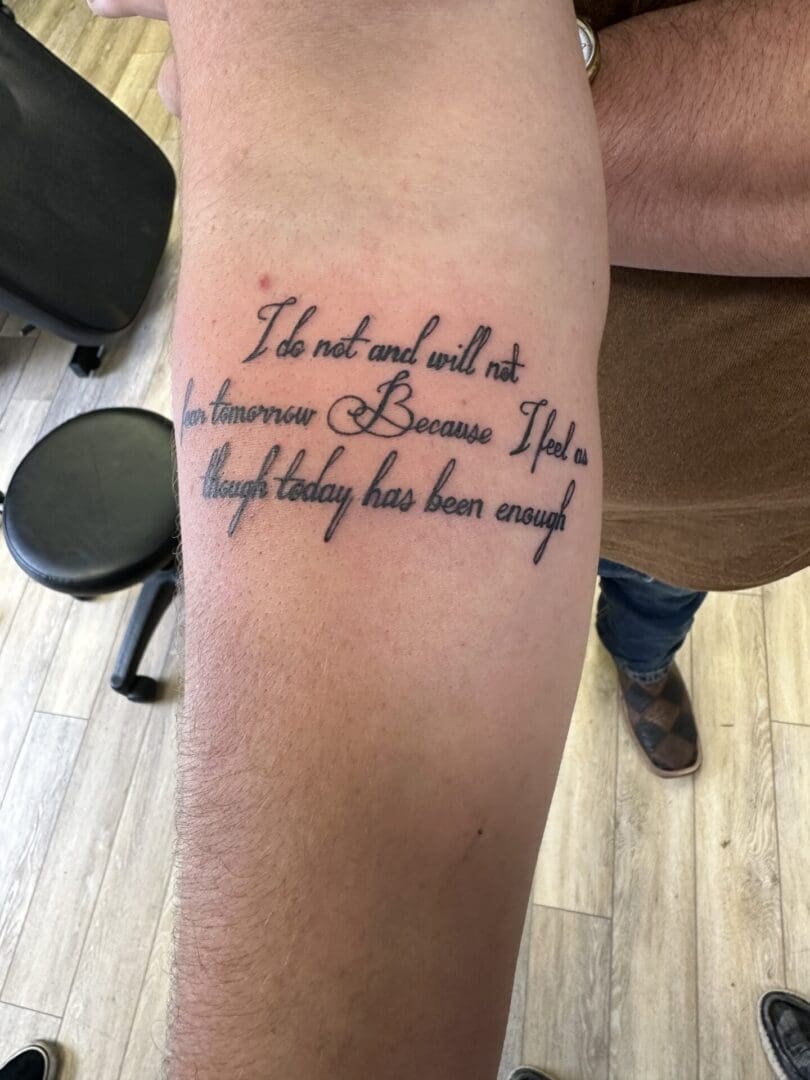 I do not and will not
fear tomorrow Because I feel as
though today has been enough